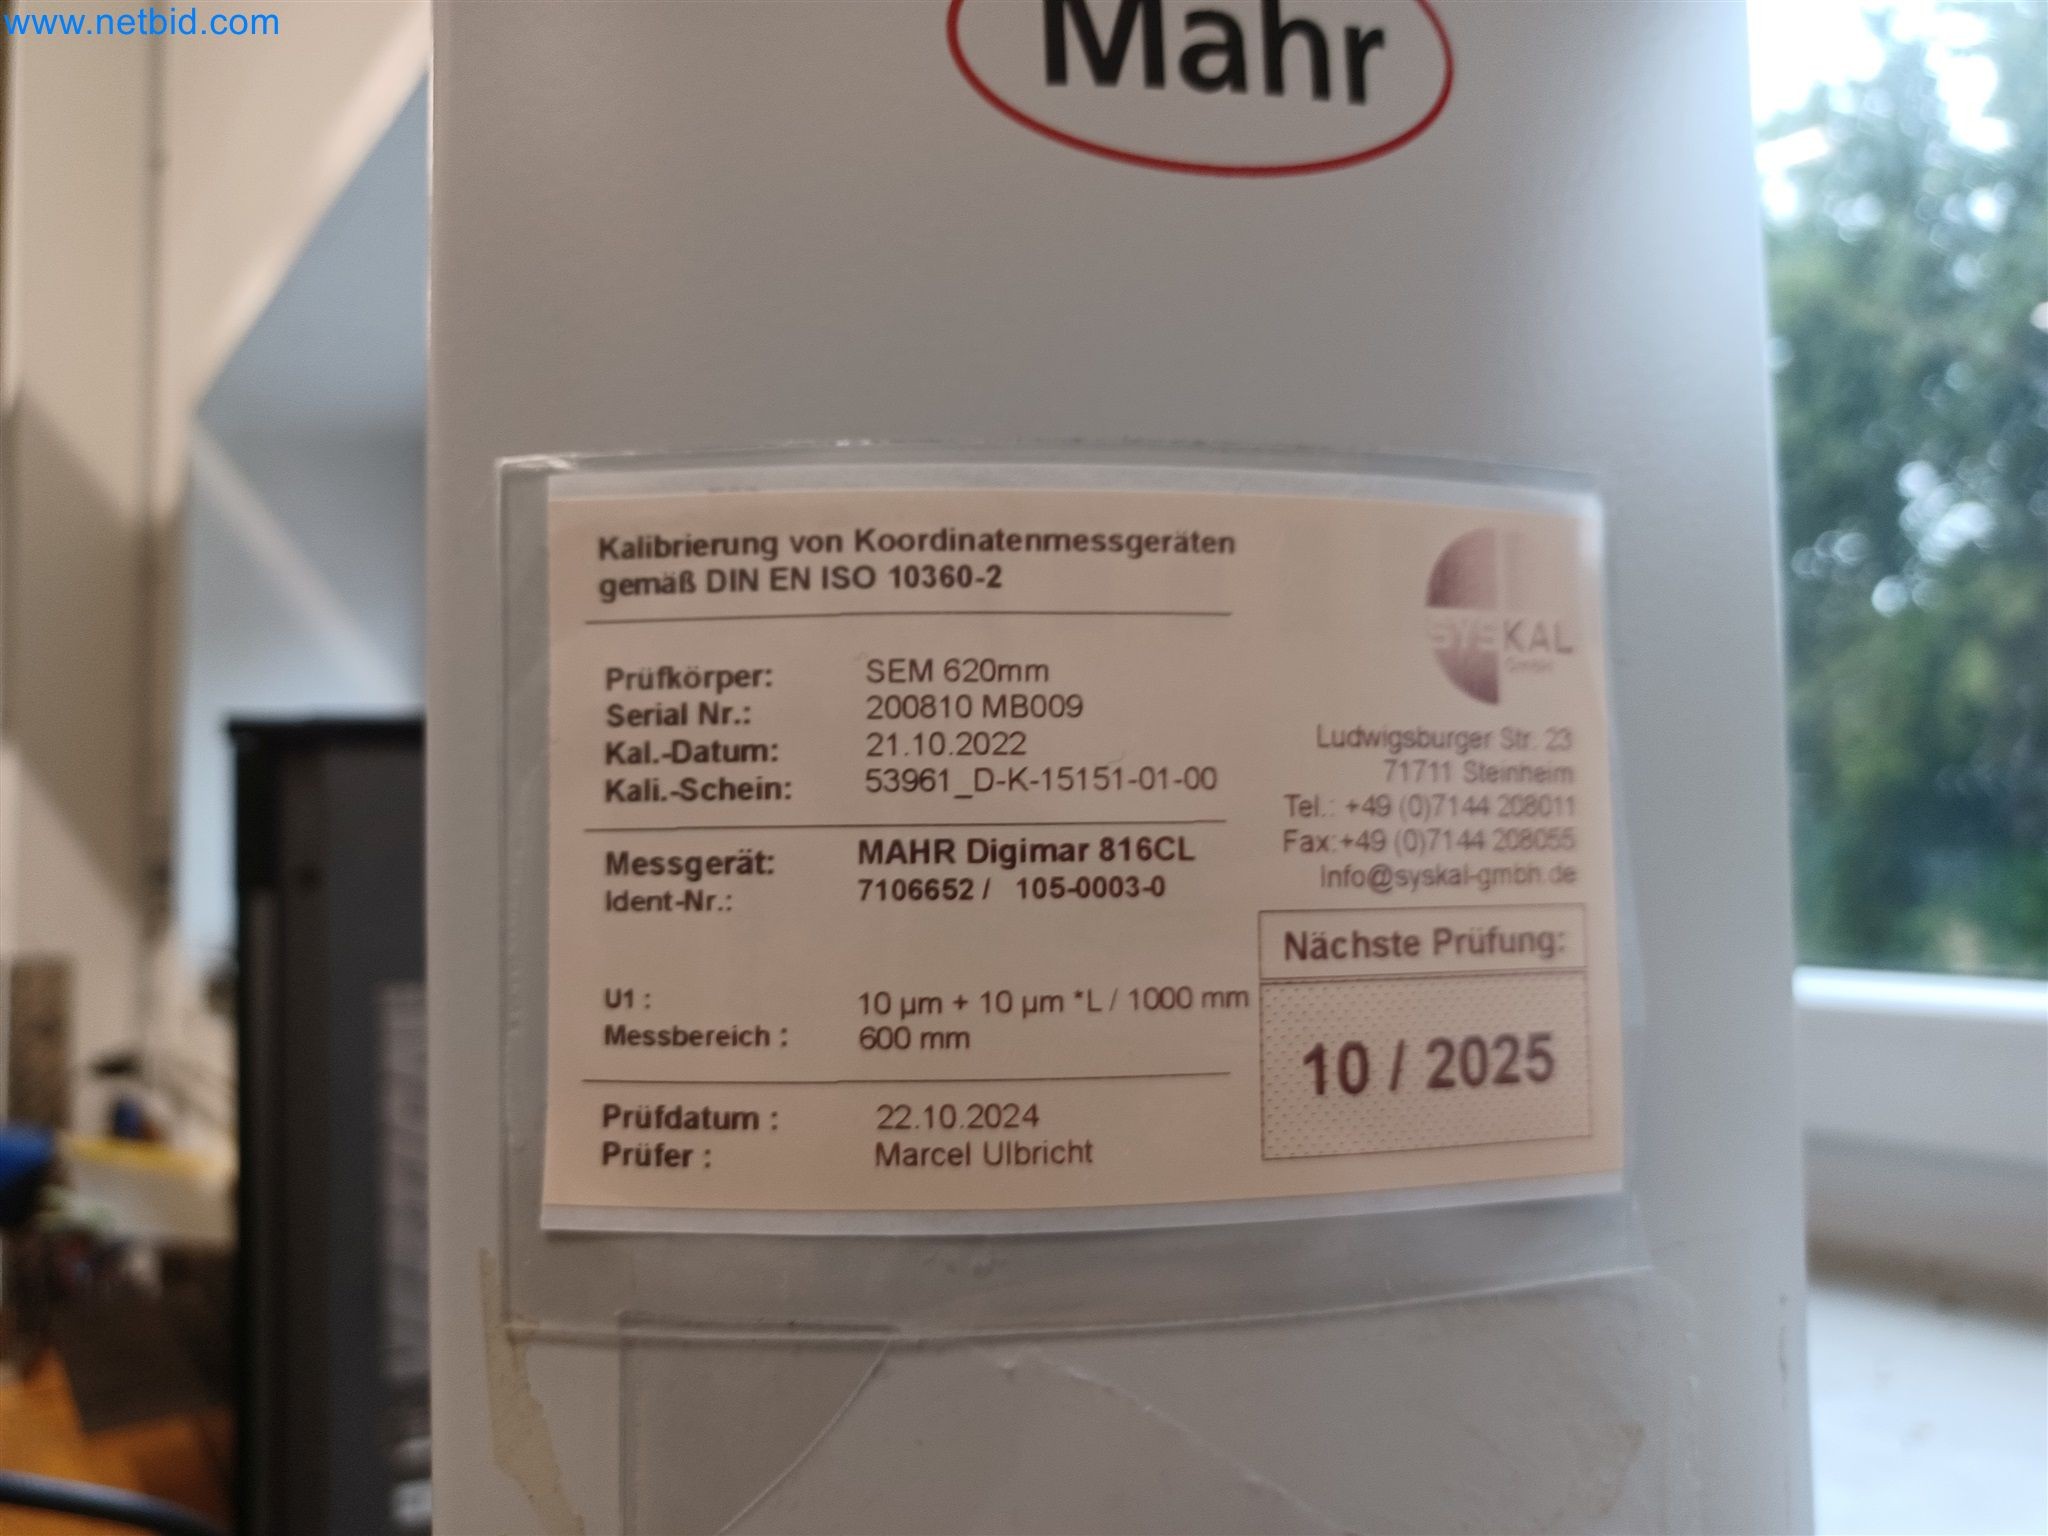 www.netbid.com
Mahr
Kalibrierung von Koordinatenmessgeräten
gemäß DIN EN ISO 10360-2
Prüfkörper: SEM 620mm
Serial Nr.: 200810 MB009
Kal.-Datum: 21.10.2022
Kali.-Schein: 53961_D-K-15151-01-00
Messgerät: MAHR Digimar 816CL
Ident-Nr.: 7106652 / 105-0003-0
U1 : 10 µm + 10 µm *L / 1000 mm
Messbereich : 600 mm
Prüfdatum : 22.10.2024
Prüfer : Marcel Ulbricht
SYSKAL
GmbH
Ludwigsburger Str. 23
71711 Steinheim
Tel.: +49 (0)7144 208011
Fax:+49 (0)7144 208055
Info@syskal-gmbh.de
Nächste Prüfung:
10 / 2025